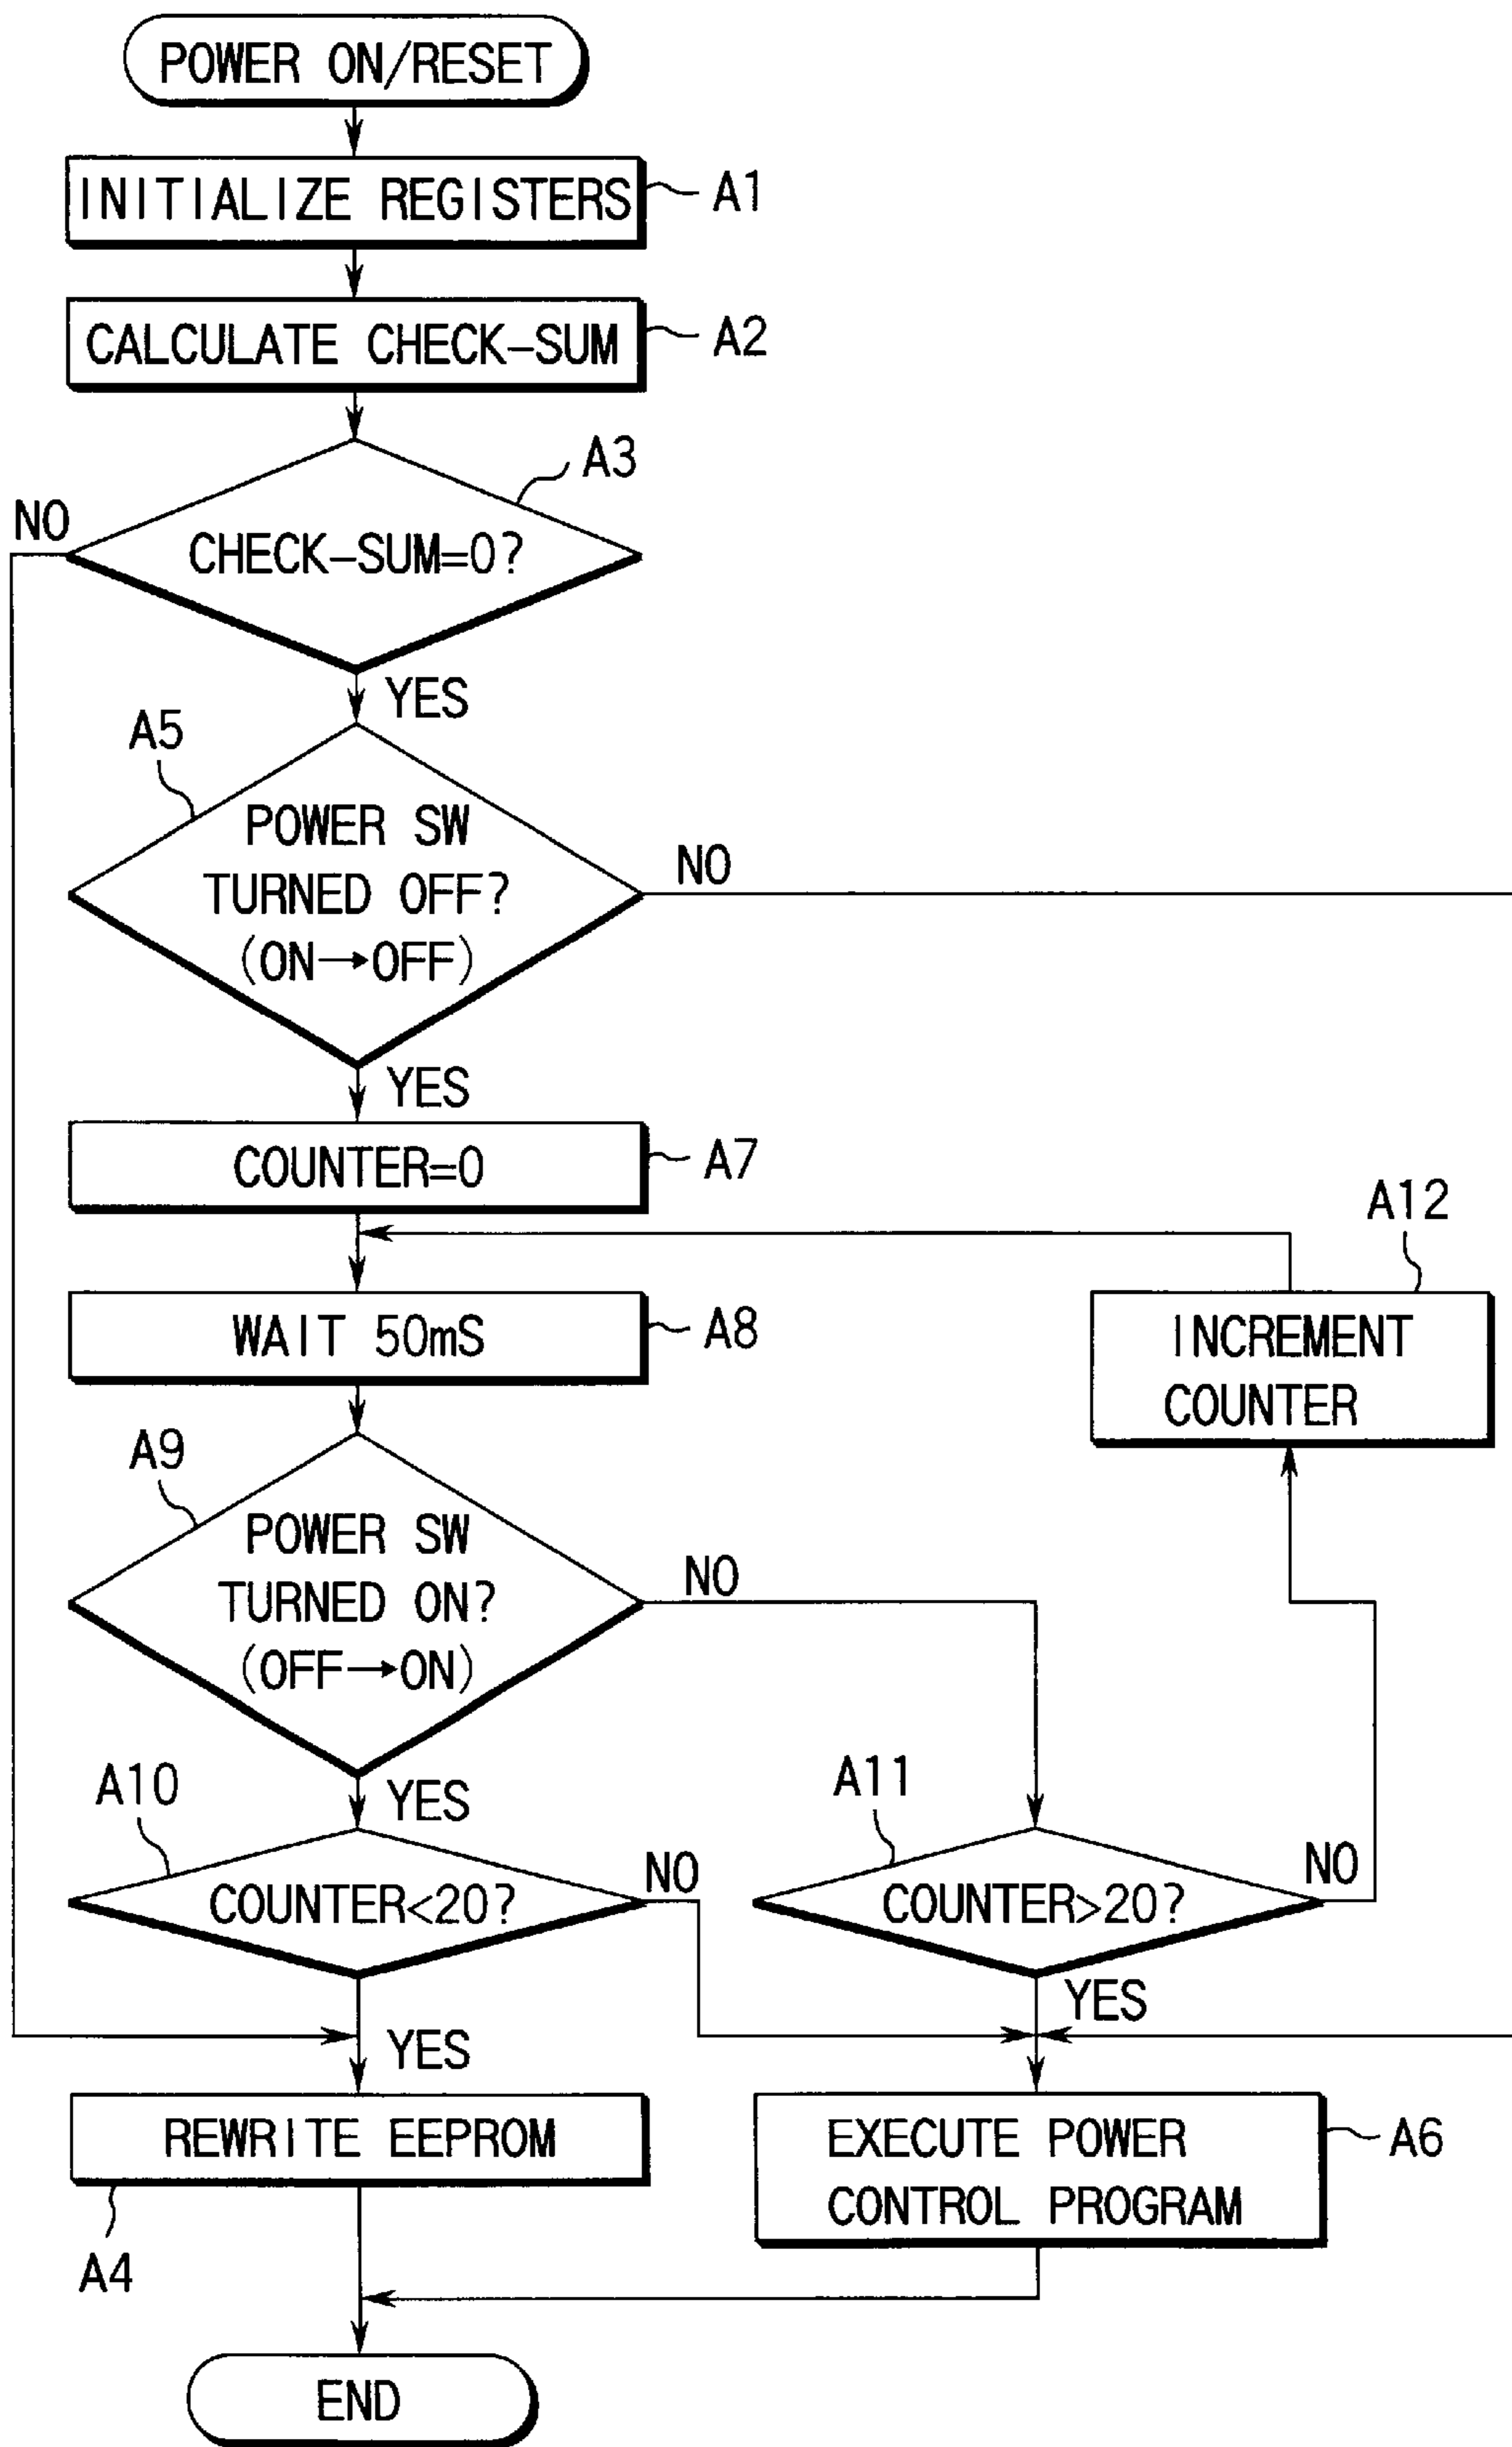 POWER ON/RESET
INITIALIZE REGISTERS
A1
CALCULATE CHECK-SUM
A2
A3
NO
CHECK-SUM=0?
YES
A5
POWER SW
TURNED OFF?
(ON→OFF)
NO
YES
COUNTER=0
A7
A12
WAIT 50mS
A8
INCREMENT
COUNTER
A9
POWER SW
TURNED ON?
(OFF→ON)
NO
YES
A10
COUNTER<20?
NO
A11
COUNTER>20?
NO
YES
YES
REWRITE EEPROM
A4
EXECUTE POWER
CONTROL PROGRAM
A6
END